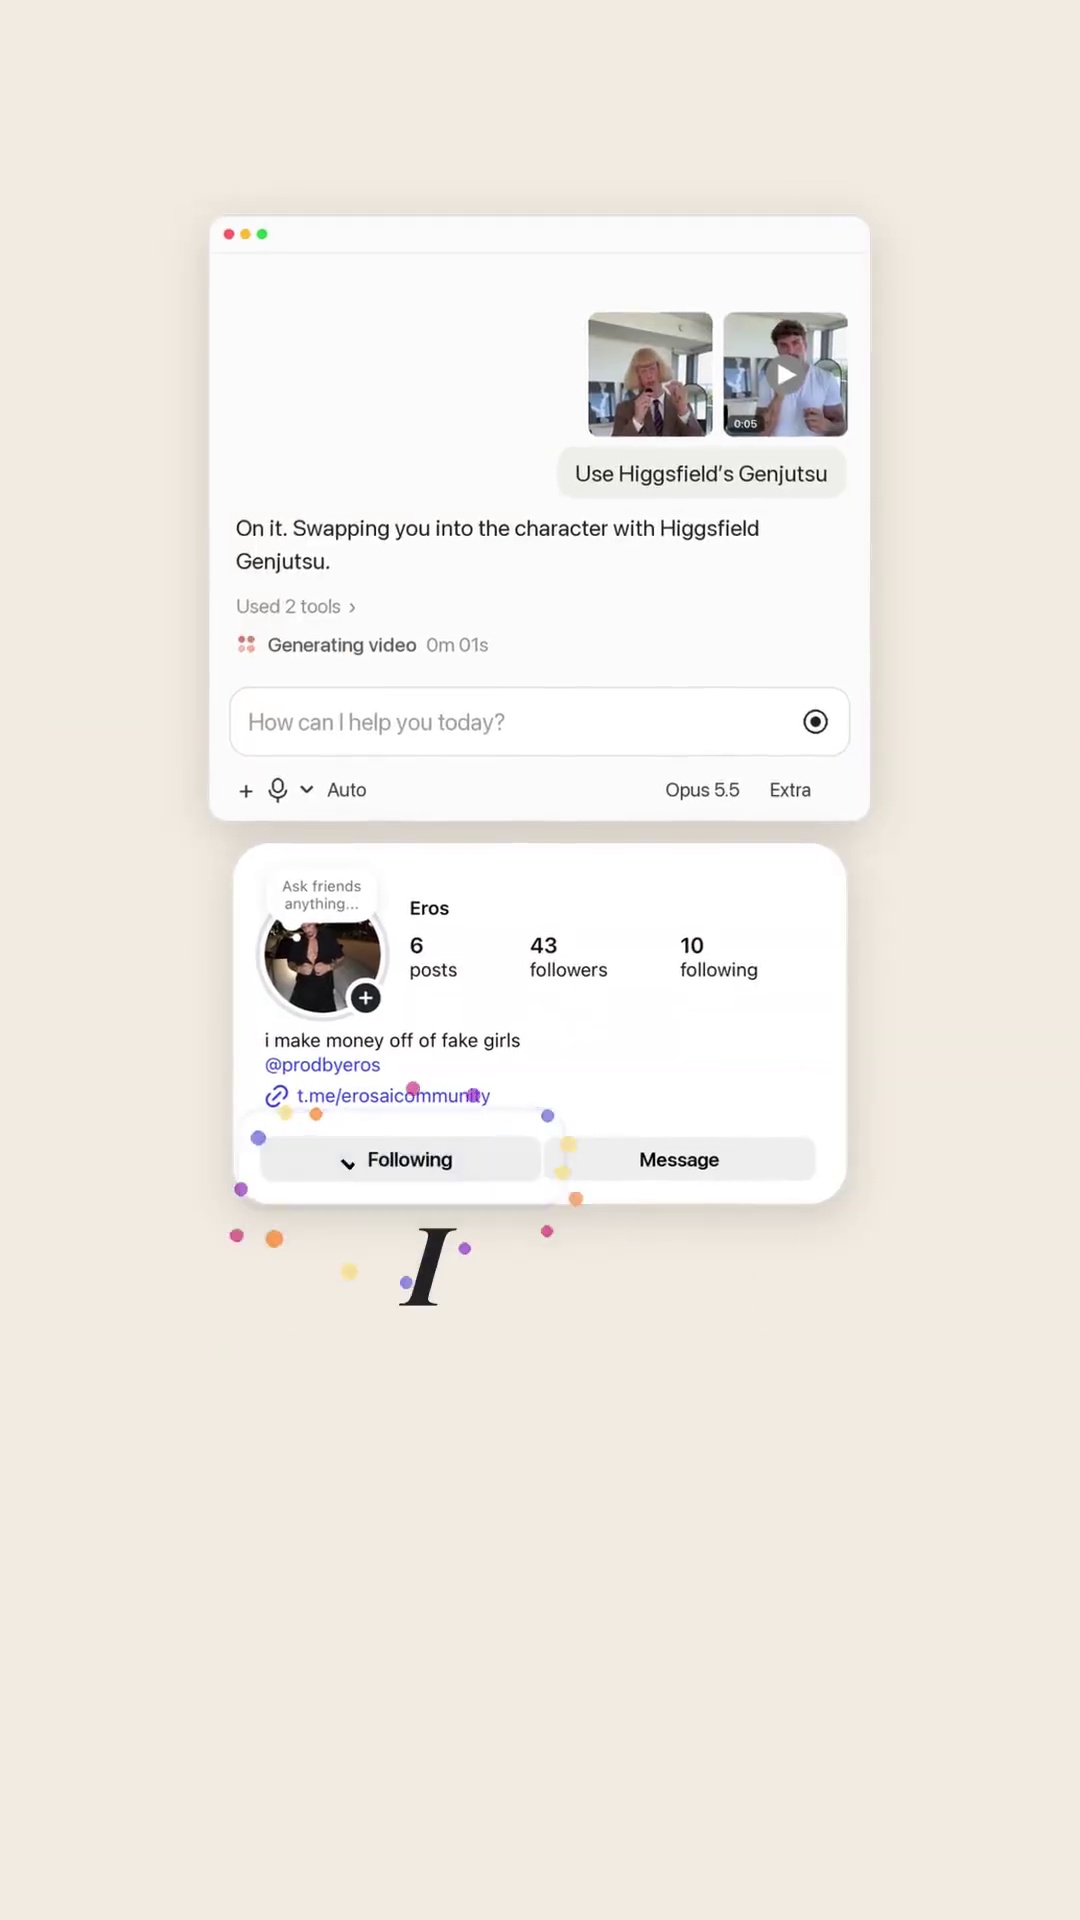 0:05
Use Higgsfield's Genjutsu
On it. Swapping you into the character with Higgsfield
Genjutsu.
Used 2 tools ›
Generating video 0m 01s
How can I help you today?
Auto Opus 5.5 Extra
Ask friends
anything...
Eros
6 43 10
posts followers following
i make money off of fake girls
@prodbyeros
t.me/erosaicommunity
Following Message
I